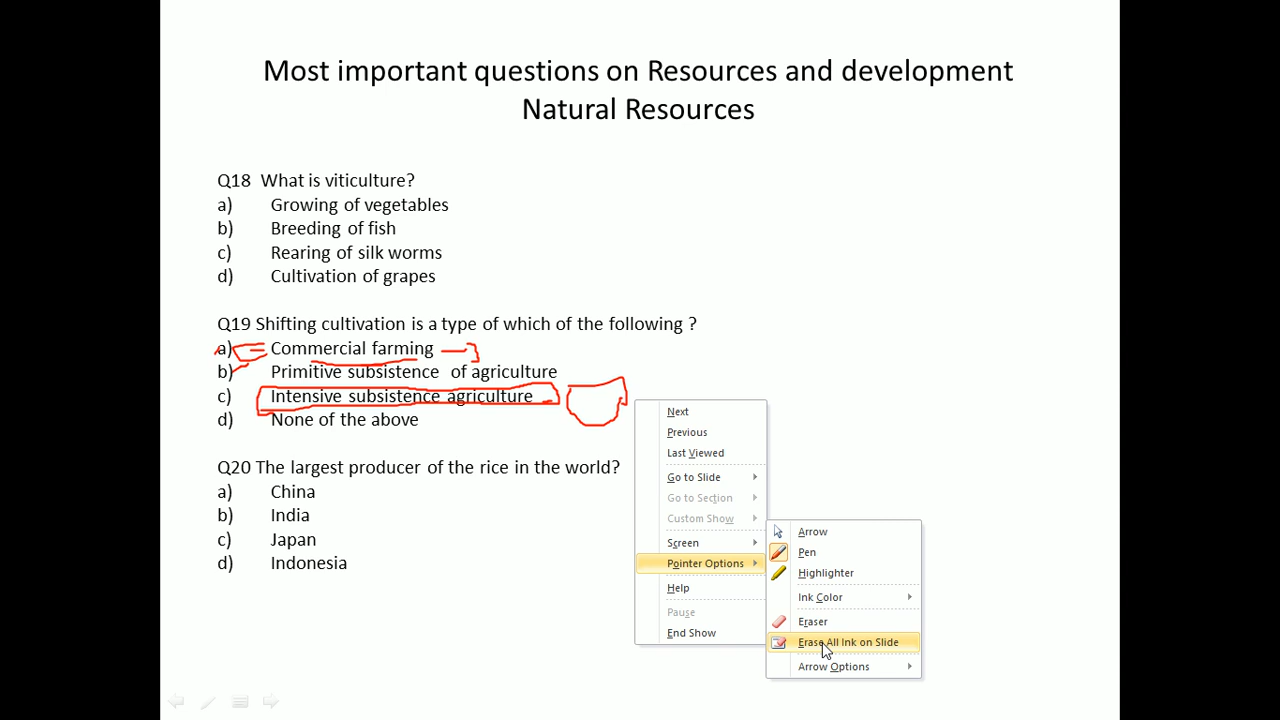 Most important questions on Resources and development
Natural Resources
Q18 What is viticulture?
a) Growing of vegetables
b) Breeding of fish
c) Rearing of silk worms
d) Cultivation of grapes
Q19 Shifting cultivation is a type of which of the following ?
a) Commercial farming
b) Primitive subsistence of agriculture
c) Intensive subsistence agriculture
d) None of the above
Q20 The largest producer of the rice in the world?
a) China
b) India
c) Japan
d) Indonesia
Next
Previous
Last Viewed
Go to Slide
Go to Section
Custom Show
Screen
Pointer Options
Help
Pause
End Show
Arrow
Pen
Highlighter
Ink Color
Eraser
Erase All Ink on Slide
Arrow Options